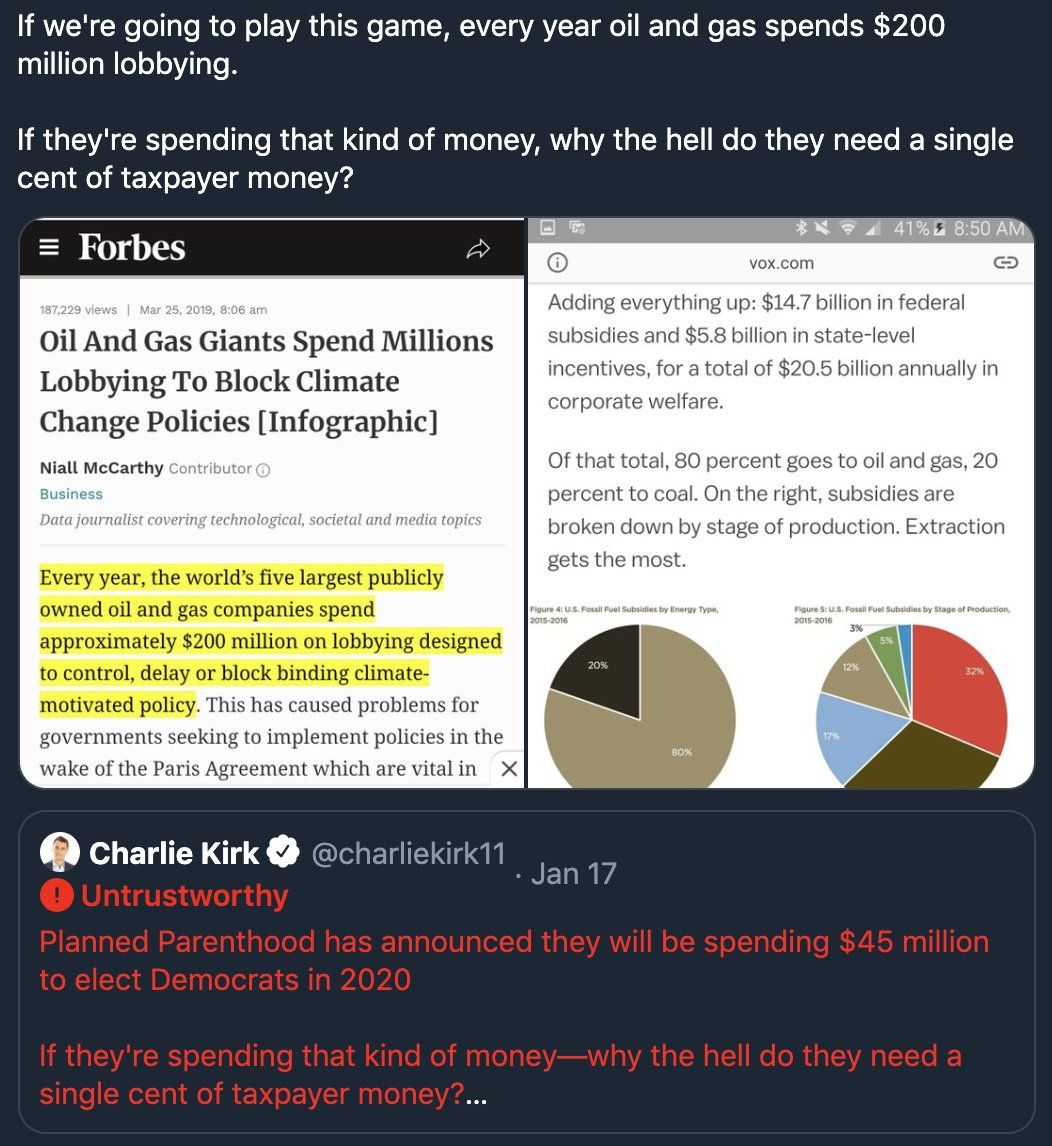 If we're going to play this game, every year oil and gas spends $200
million lobbying.
If they're spending that kind of money, why the hell do they need a single
cent of taxpayer money?
Forbes
187,229 views | Mar 25, 2019, 8:06 am
Oil And Gas Giants Spend Millions
Lobbying To Block Climate
Change Policies [Infographic]
Niall McCarthy Contributor
Business
Data journalist covering technological, societal and media topics
Every year, the world's five largest publicly
owned oil and gas companies spend
approximately $200 million on lobbying designed
to control, delay or block binding climate-
motivated policy. This has caused problems for
governments seeking to implement policies in the
wake of the Paris Agreement which are vital in
41% 8:50 AM
vox.com
Adding everything up: $14.7 billion in federal
subsidies and $5.8 billion in state-level
incentives, for a total of $20.5 billion annually in
corporate welfare.
Of that total, 80 percent goes to oil and gas, 20
percent to coal. On the right, subsidies are
broken down by stage of production. Extraction
gets the most.
Figure 4: U.S. Fossil Fuel Subsidies by Energy Type,
2015-2016
20%
80%
Figure 5: U.S. Fossil Fuel Subsidies by Stage of Production,
2015-2016
3%
5%
12%
32%
17%
Charlie Kirk @charliekirk11 · Jan 17
Untrustworthy
Planned Parenthood has announced they will be spending $45 million
to elect Democrats in 2020
If they're spending that kind of money—why the hell do they need a
single cent of taxpayer money?...